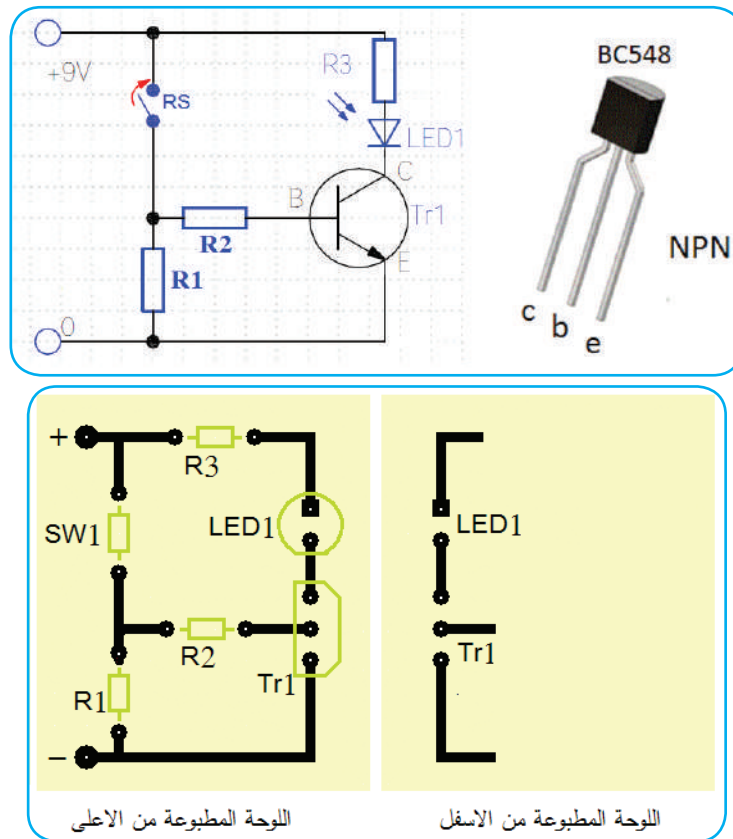 +9V
RS
R3
LED1
C
B
Tr1
R2
R1
E
0
BC548
NPN
c b e
+
R3
SW1
LED1
R2
R1
Tr1
−
LED1
Tr1
اللوحة المطبوعة من الاعلى
اللوحة المطبوعة من الاسفل